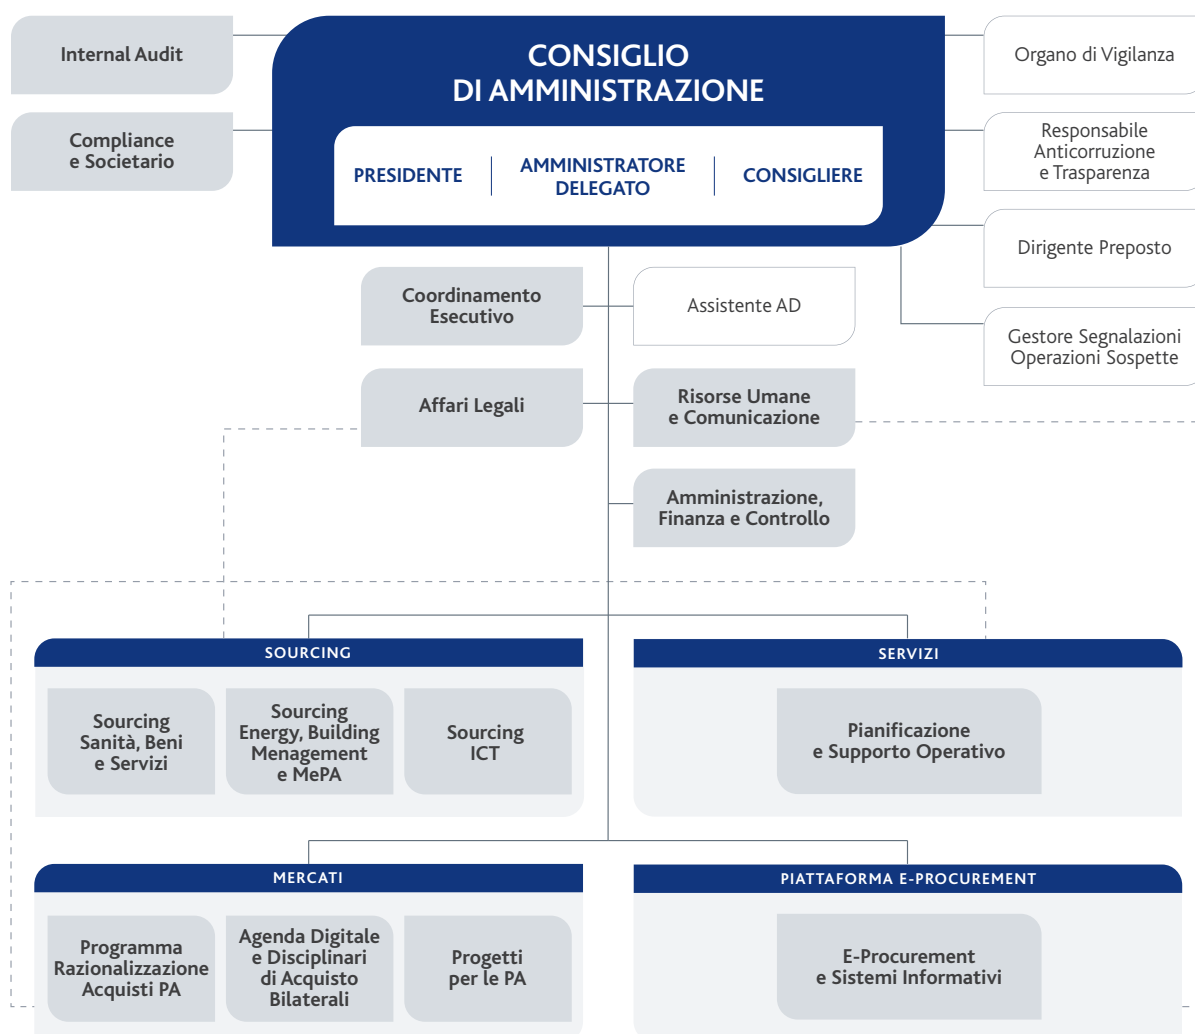 Internal Audit
Compliance
e Societario
CONSIGLIO
DI AMMINISTRAZIONE
PRESIDENTE
AMMINISTRATORE
DELEGATO
CONSIGLIERE
Organo di Vigilanza
Responsabile
Anticorruzione
e Trasparenza
Dirigente Preposto
Gestore Segnalazioni
Operazioni Sospette
Coordinamento
Esecutivo
Assistente AD
Affari Legali
Risorse Umane
e Comunicazione
Amministrazione,
Finanza e Controllo
SOURCING
Sourcing
Sanità, Beni
e Servizi
Sourcing
Energy, Building
Menagement
e MePA
Sourcing
ICT
SERVIZI
Pianificazione
e Supporto Operativo
MERCATI
Programma
Razionalizzazione
Acquisti PA
Agenda Digitale
e Disciplinari
di Acquisto
Bilaterali
Progetti
per le PA
PIATTAFORMA E-PROCUREMENT
E-Procurement
e Sistemi Informativi